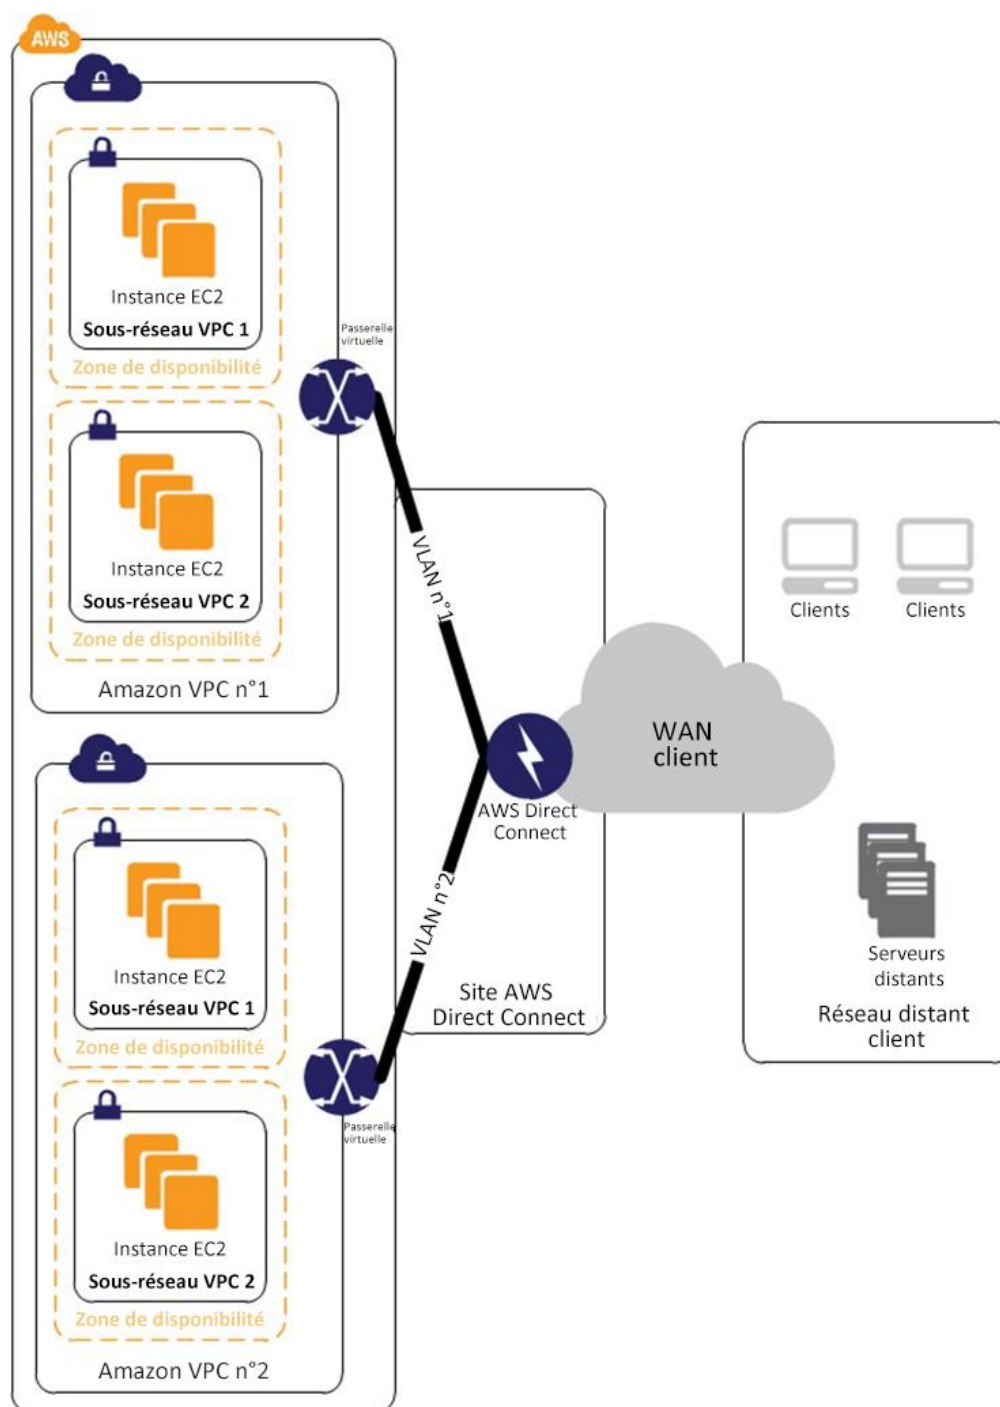 AWS
Instance EC2
Sous-réseau VPC 1
Zone de disponibilité
Passerelle
virtuelle
Instance EC2
Sous-réseau VPC 2
Zone de disponibilité
Amazon VPC n°1
VLAN n°1
Clients
Clients
WAN
client
AWS Direct
Connect
VLAN n°2
Instance EC2
Sous-réseau VPC 1
Zone de disponibilité
Site AWS
Direct Connect
Serveurs
distants
Réseau distant
client
Passerelle
virtuelle
Instance EC2
Sous-réseau VPC 2
Zone de disponibilité
Amazon VPC n°2